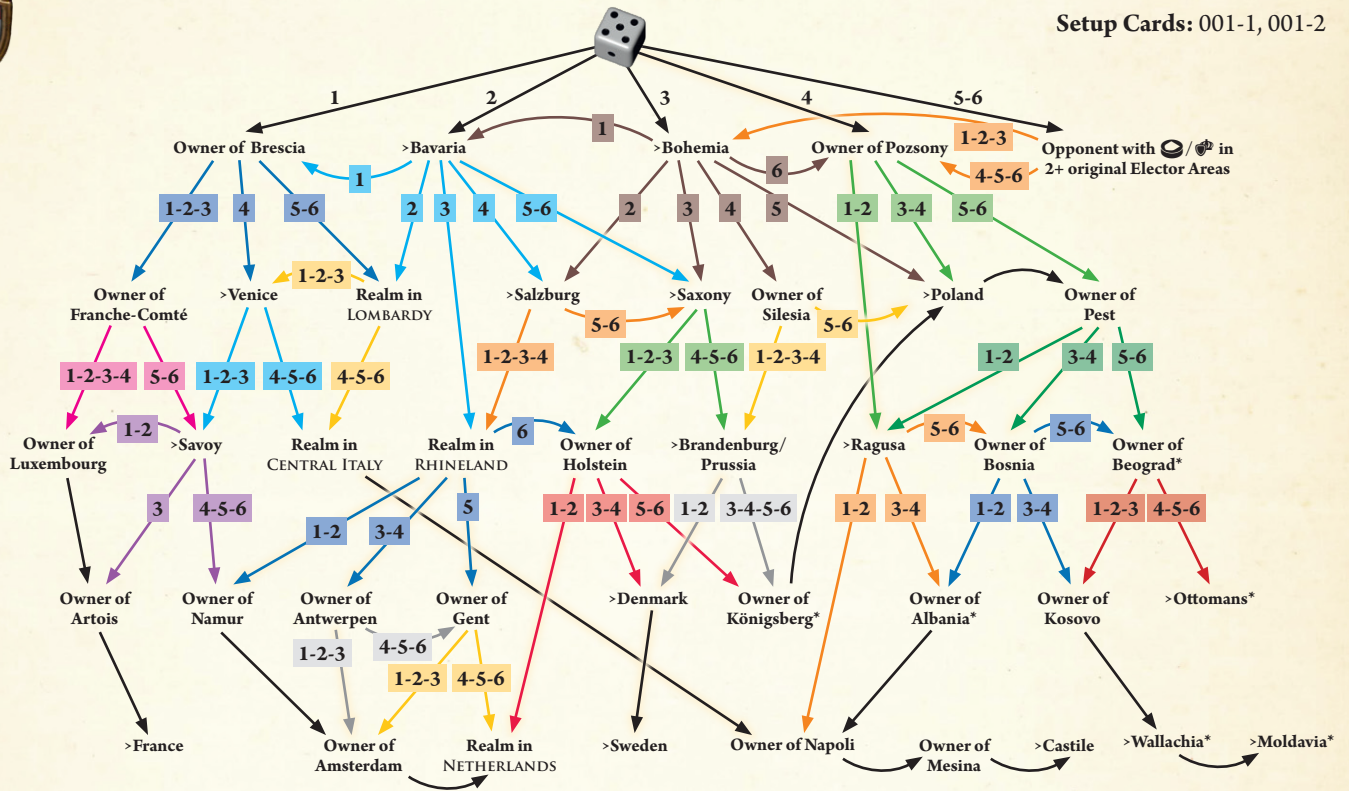 Setup Cards: 001-1, 001-2
1
2
3
4
5-6
1
1-2-3
Owner of Brescia
>Bavaria
>Bohemia
Owner of Pozsony
Opponent with / in
2+ original Elector Areas
1
6
4-5-6
1-2-3
4
5-6
2
3
4
5-6
2
3
4
5
1-2
3-4
5-6
1-2-3
Owner of
Franche-Comté
>Venice
Realm in
LOMBARDY
>Salzburg
>Saxony
Owner of
Silesia
>Poland
Owner of
Pest
5-6
5-6
1-2-3-4
5-6
1-2-3
4-5-6
4-5-6
1-2-3-4
1-2-3
4-5-6
1-2-3-4
1-2
3-4
5-6
1-2
6
5-6
5-6
Owner of
Luxembourg
>Savoy
Realm in
CENTRAL ITALY
Realm in
RHINELAND
Owner of
Holstein
>Brandenburg/
Prussia
>Ragusa
Owner of
Bosnia
Owner of
Beograd*
3
4-5-6
1-2
3-4
5
1-2
3-4
5-6
1-2
3-4-5-6
1-2
3-4
1-2
3-4
1-2-3
4-5-6
Owner of
Artois
Owner of
Namur
Owner of
Antwerpen
Owner of
Gent
>Denmark
Owner of
Königsberg*
Owner of
Albania*
Owner of
Kosovo
>Ottomans*
1-2-3
4-5-6
1-2-3
4-5-6
>France
Owner of
Amsterdam
Realm in
NETHERLANDS
>Sweden
Owner of Napoli
Owner of
Mesina
>Castile
>Wallachia*
>Moldavia*